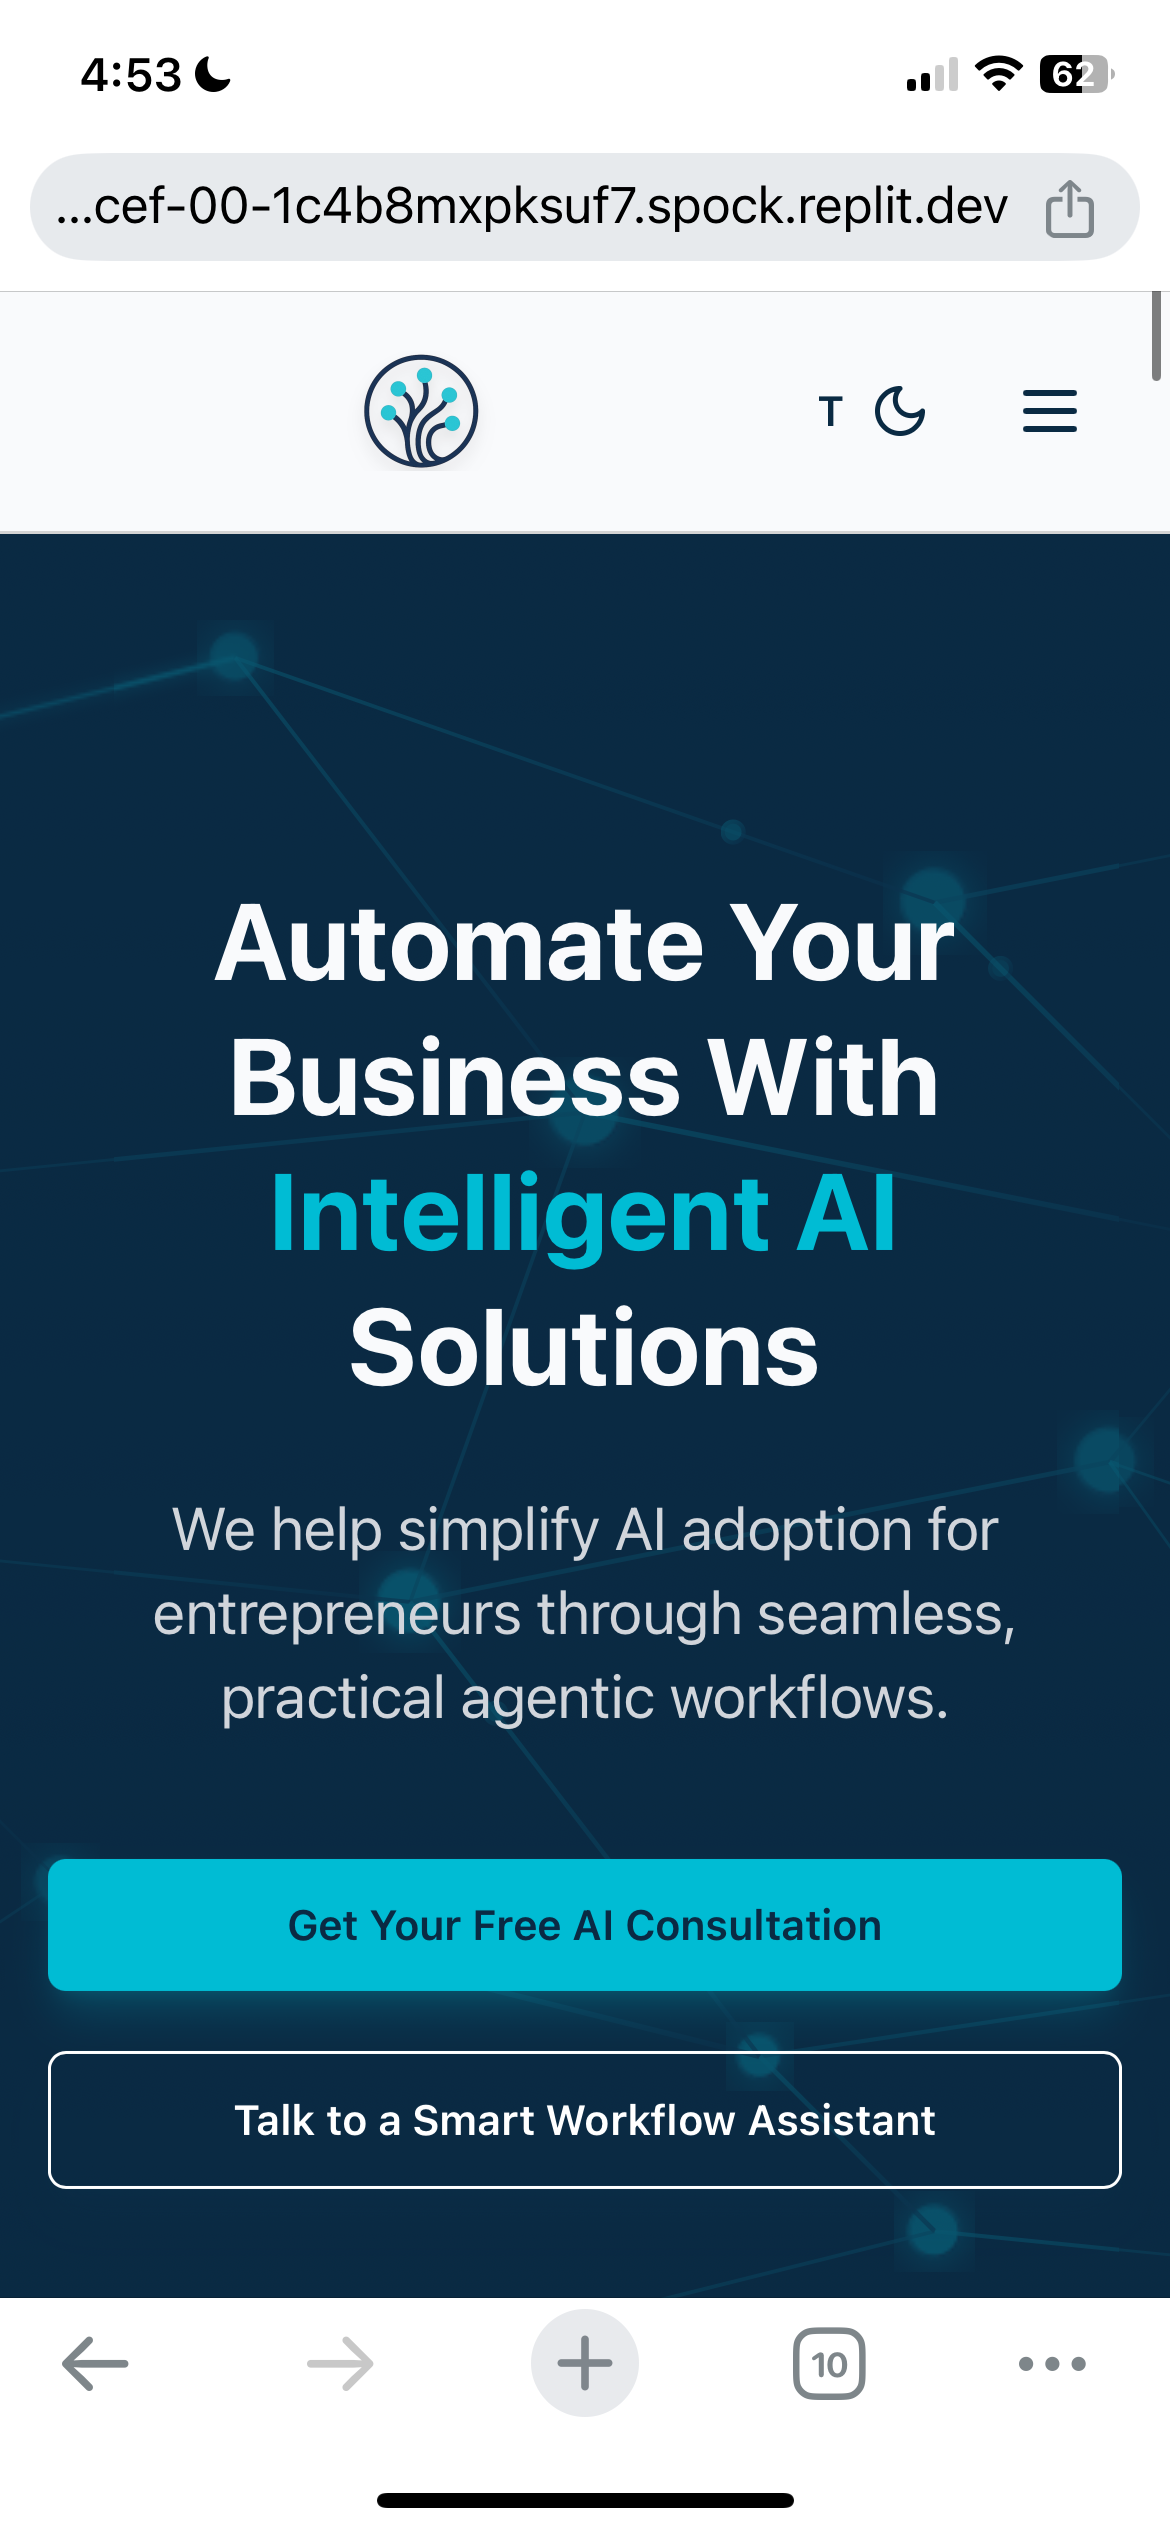 4:53
62
...cef-00-1c4b8mxpksuf7.spock.replit.dev
T
Automate Your
Business With
Intelligent AI
Solutions
We help simplify AI adoption for
entrepreneurs through seamless,
practical agentic workflows.
Get Your Free AI Consultation
Talk to a Smart Workflow Assistant
10